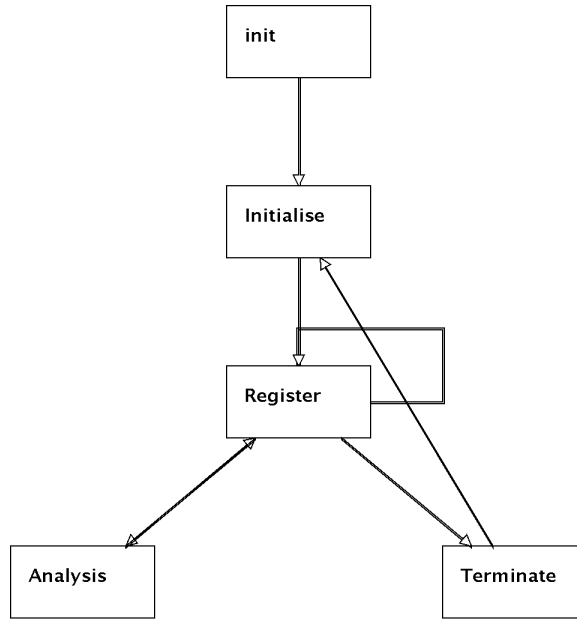 init
Initialise
Register
Analysis
Terminate